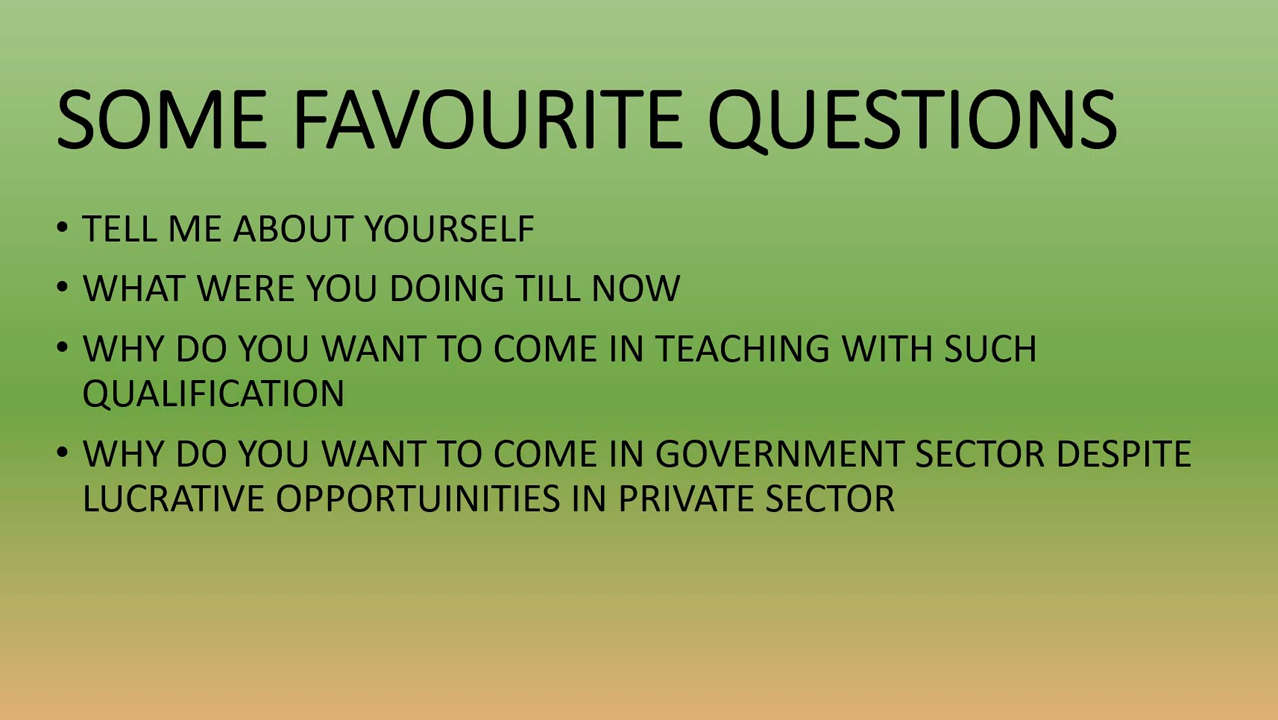 SOME FAVOURITE QUESTIONS
• TELL ME ABOUT YOURSELF
• WHAT WERE YOU DOING TILL NOW
• WHY DO YOU WANT TO COME IN TEACHING WITH SUCH
QUALIFICATION
• WHY DO YOU WANT TO COME IN GOVERNMENT SECTOR DESPITE
LUCRATIVE OPPORTUINITIES IN PRIVATE SECTOR